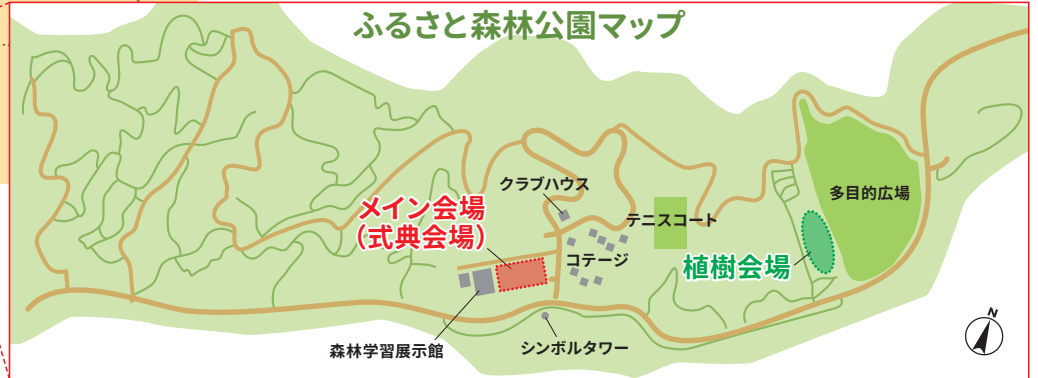 ふるさと森林公園マップ
クラブハウス
多目的広場
メイン会場
(式典会場)
テニスコート
コテージ
植樹会場
N
森林学習展示館
シンボルタワー